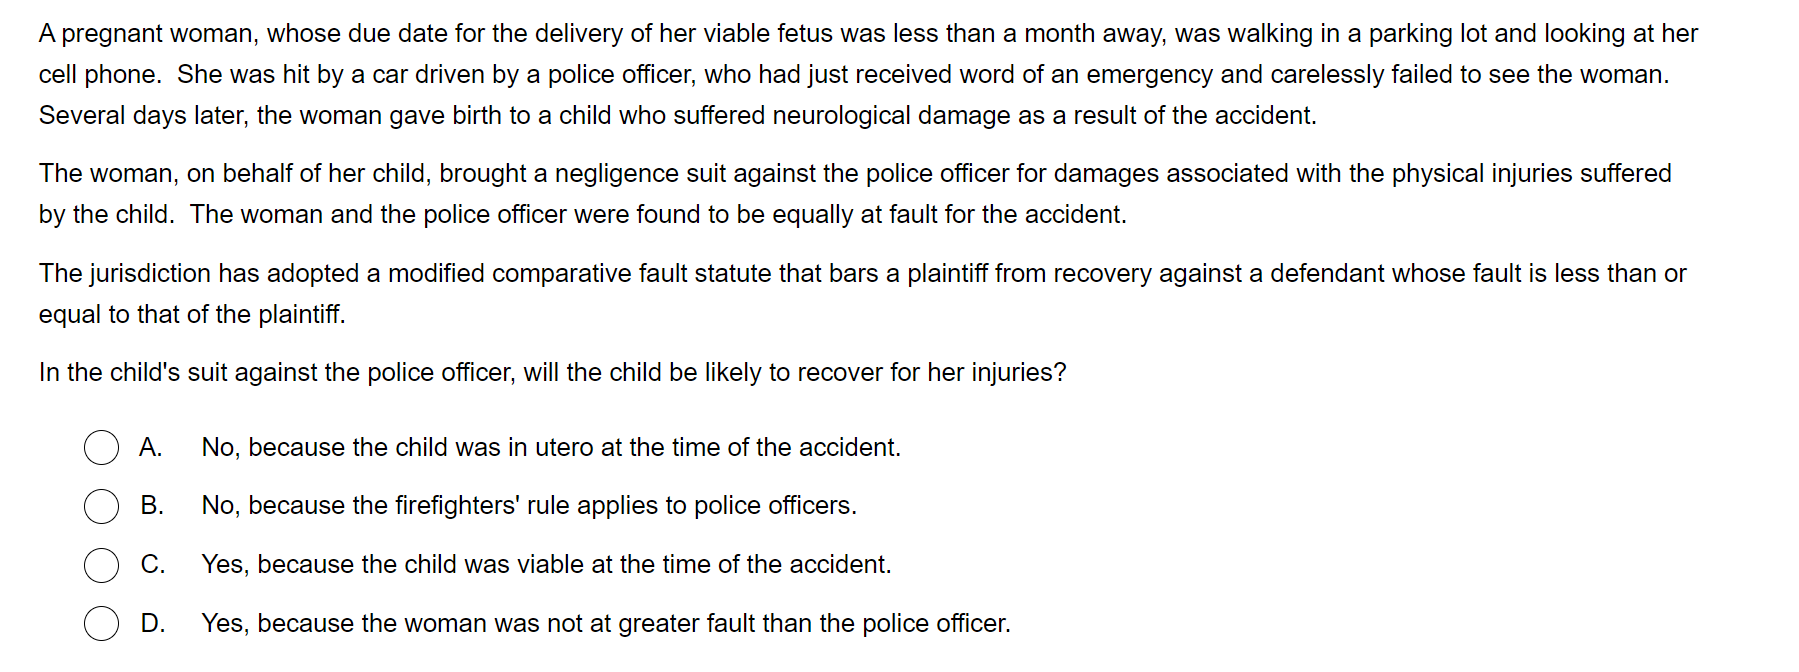 A pregnant woman, whose due date for the delivery of her viable fetus was less than a month away, was walking in a parking lot and looking at her
cell phone.  She was hit by a car driven by a police officer, who had just received word of an emergency and carelessly failed to see the woman.
Several days later, the woman gave birth to a child who suffered neurological damage as a result of the accident.
The woman, on behalf of her child, brought a negligence suit against the police officer for damages associated with the physical injuries suffered
by the child.  The woman and the police officer were found to be equally at fault for the accident.
The jurisdiction has adopted a modified comparative fault statute that bars a plaintiff from recovery against a defendant whose fault is less than or
equal to that of the plaintiff.
In the child's suit against the police officer, will the child be likely to recover for her injuries?
A. No, because the child was in utero at the time of the accident.
B. No, because the firefighters' rule applies to police officers.
C. Yes, because the child was viable at the time of the accident.
D. Yes, because the woman was not at greater fault than the police officer.